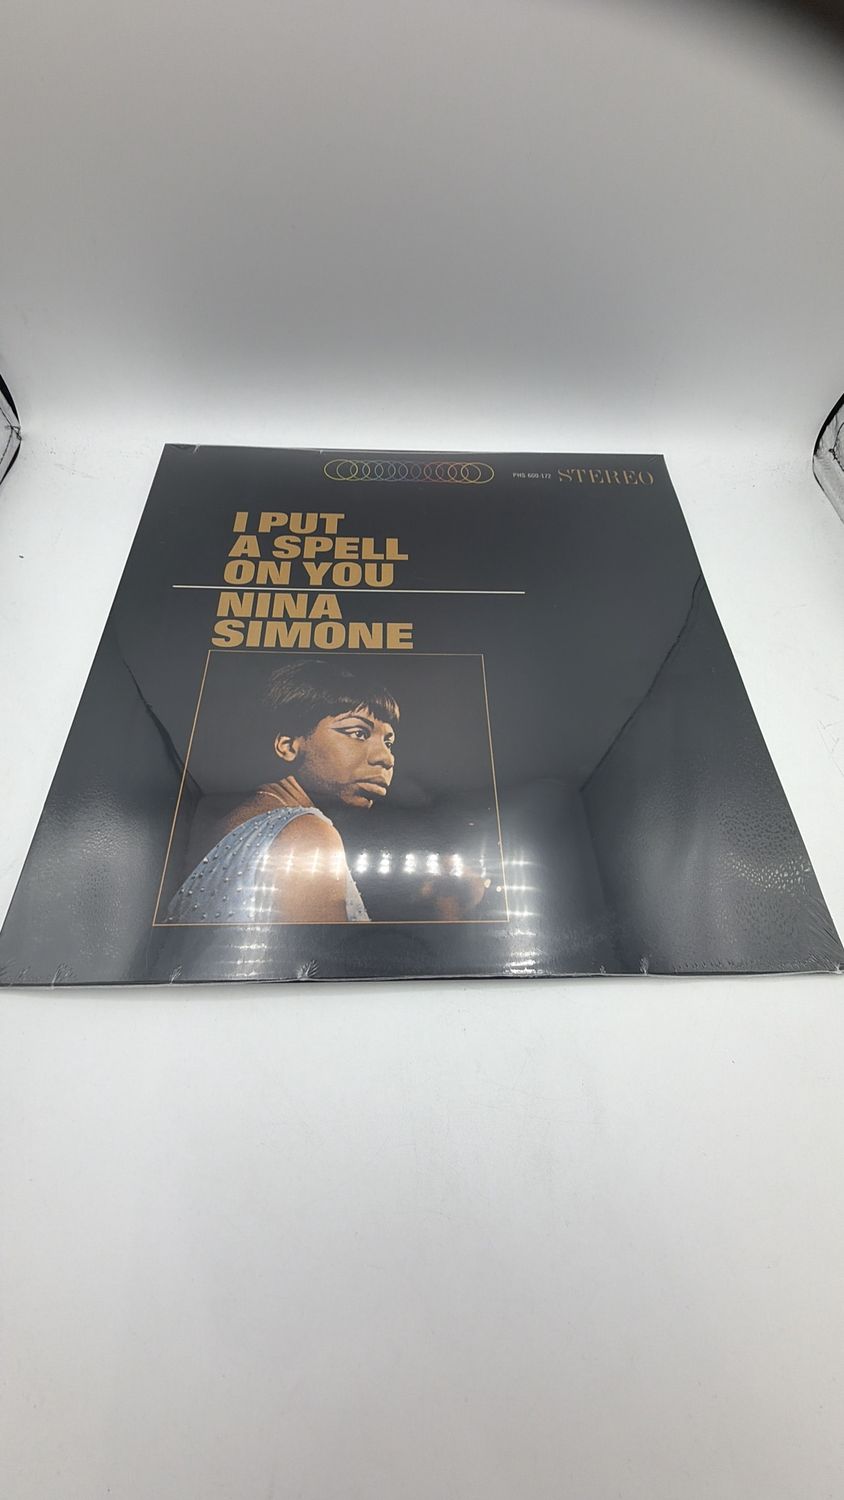 PHS 600-172 STEREO
I PUT
A SPELL
ON YOU
NINA
SIMONE